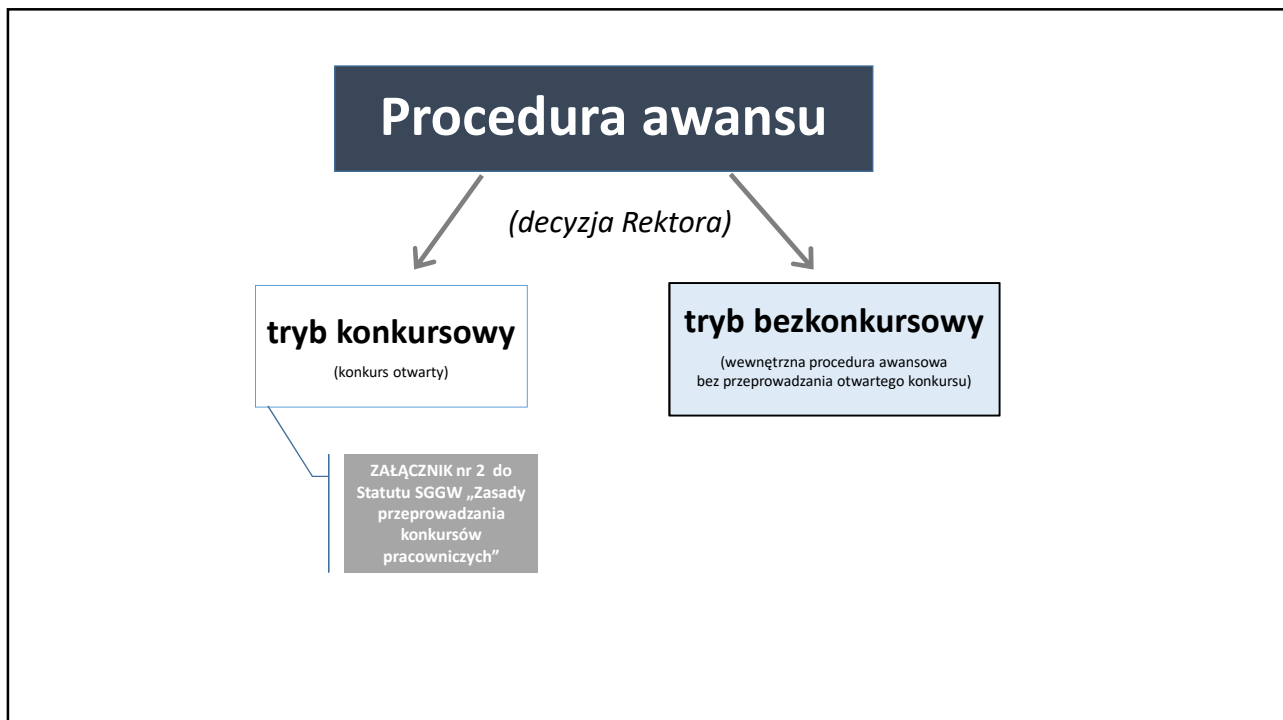 Procedura awansu
(decyzja Rektora)
tryb konkursowy
(konkurs otwarty)
tryb bezkonkursowy
(wewnętrzna procedura awansowa
bez przeprowadzania otwartego konkursu)
ZAŁĄCZNIK nr 2 do
Statutu SGGW „Zasady
przeprowadzania
konkursów
pracowniczych”